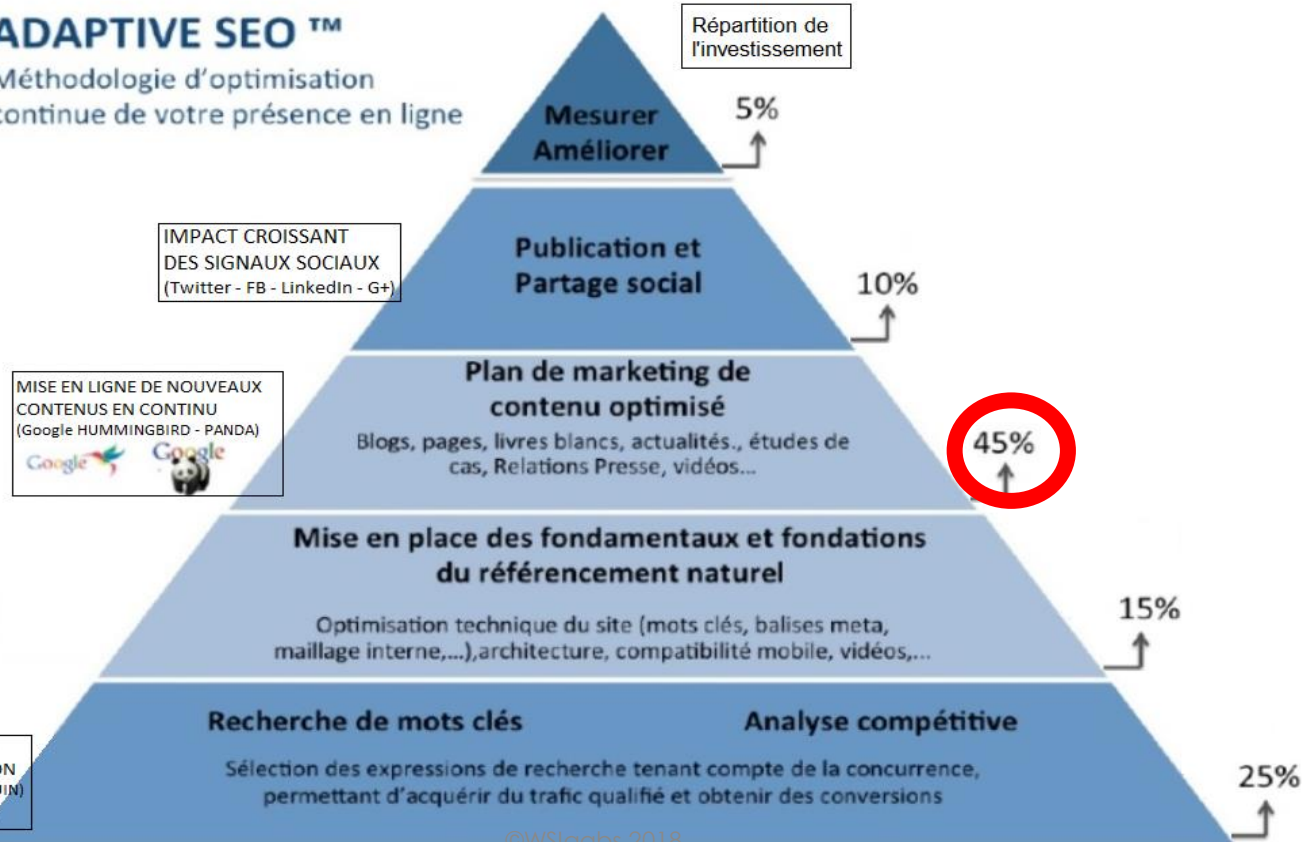 ADAPTIVE SEO ™
Méthodologie d'optimisation
continue de votre présence en ligne
Répartition de
l'investissement
Mesurer
Améliorer
5%
IMPACT CROISSANT
DES SIGNAUX SOCIAUX
(Twitter - FB - LinkedIn - G+)
Publication et
Partage social
10%
MISE EN LIGNE DE NOUVEAUX
CONTENUS EN CONTINU
(Google HUMMINGBIRD - PANDA)
Google
Google
Plan de marketing de
contenu optimisé
Blogs, pages, livres blancs, actualités., études de
cas, Relations Presse, vidéos...
45%
Mise en place des fondamentaux et fondations
du référencement naturel
Optimisation technique du site (mots clés, balises meta,
maillage interne,...),architecture, compatibilité mobile, vidéos,...
15%
Recherche de mots clés
Analyse compétitive
Sélection des expressions de recherche tenant compte de la concurrence,
permettant d'acquérir du trafic qualifié et obtenir des conversions
25%